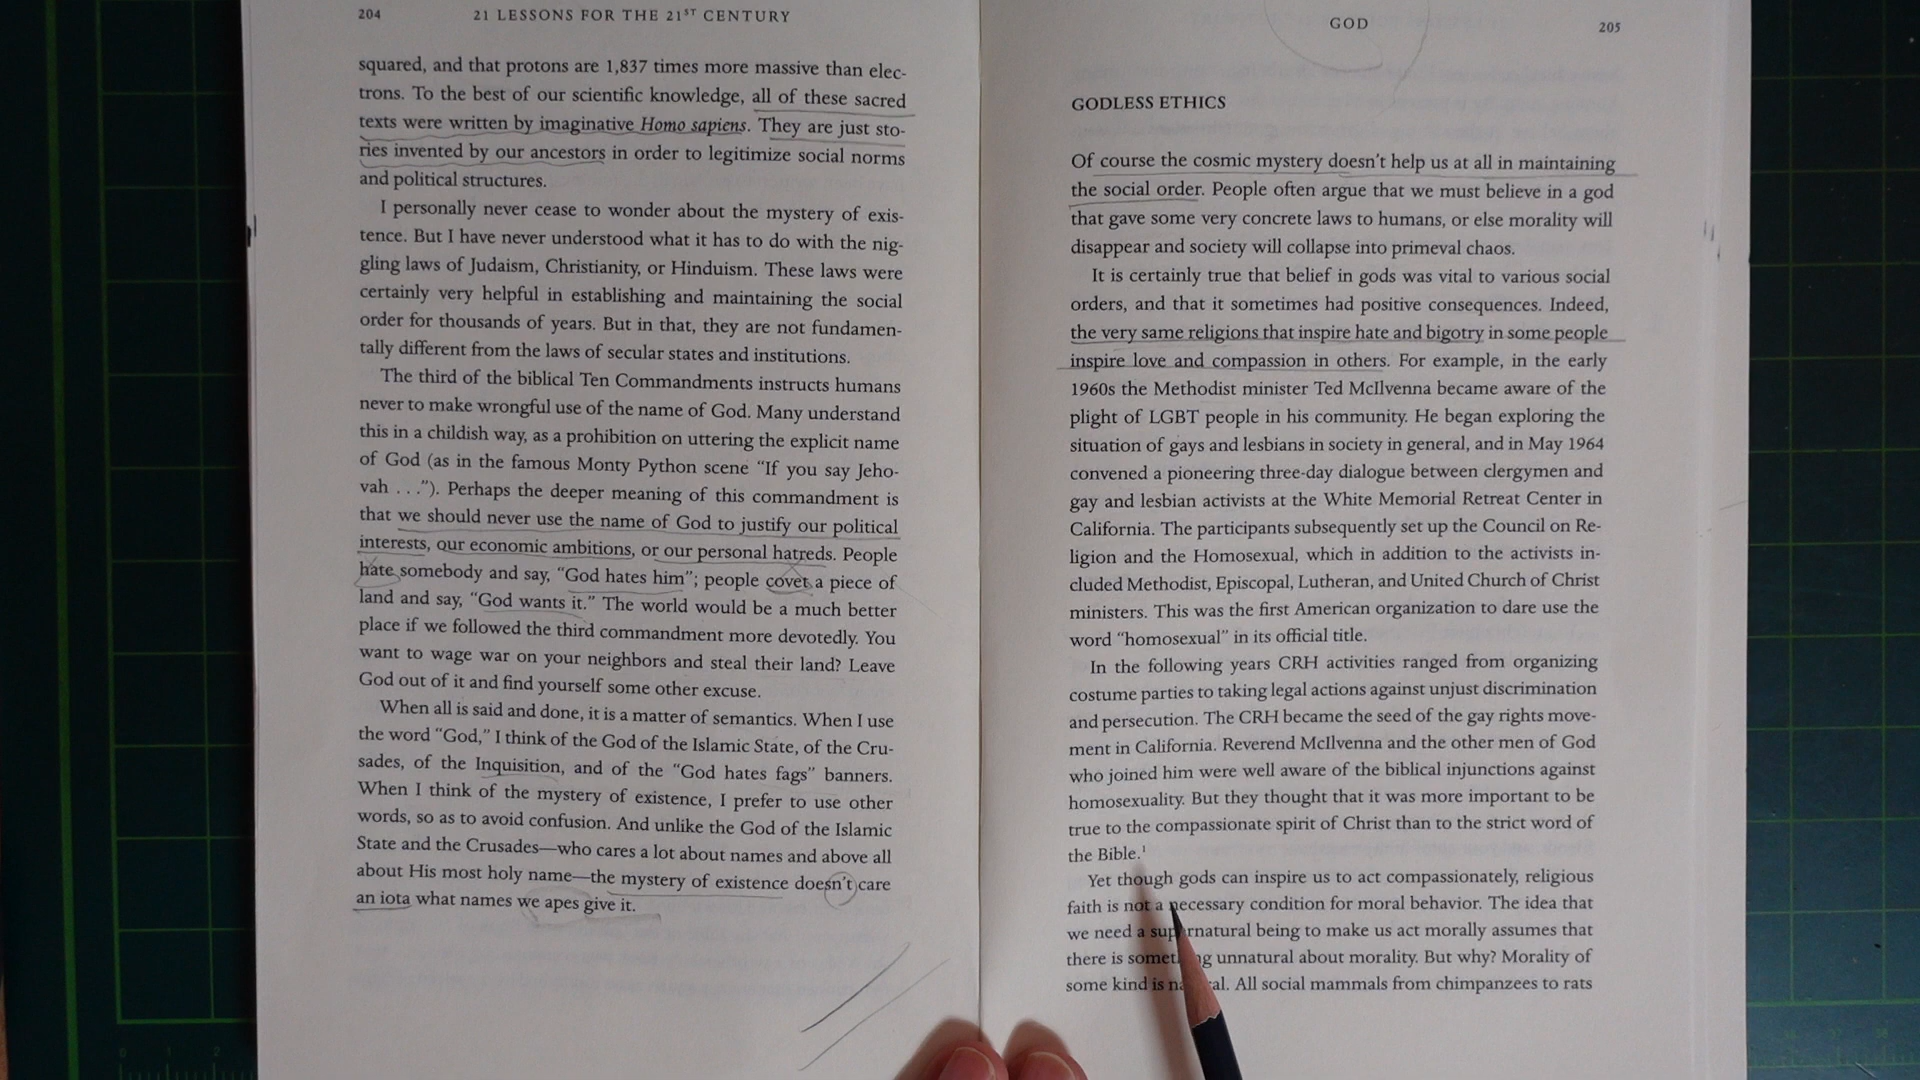 204
21 LESSONS FOR THE 21ST CENTURY
squared, and that protons are 1,837 times more massive than elec-
trons. To the best of our scientific knowledge, all of these sacred
texts were written by imaginative Homo sapiens. They are just sto-
ries invented by our ancestors in order to legitimize social norms
and political structures.
I personally never cease to wonder about the mystery of exis-
tence. But I have never understood what it has to do with the nig-
gling laws of Judaism, Christianity, or Hinduism. These laws were
certainly very helpful in establishing and maintaining the social
order for thousands of years. But in that, they are not fundamen-
tally different from the laws of secular states and institutions.
The third of the biblical Ten Commandments instructs humans
never to make wrongful use of the name of God. Many understand
this in a childish way, as a prohibition on uttering the explicit name
of God (as in the famous Monty Python scene “If you say Jeho-
vah . . .”). Perhaps the deeper meaning of this commandment is
that we should never use the name of God to justify our political
interests, our economic ambitions, or our personal hatreds. People
hate somebody and say, “God hates him”; people covet a piece of
land and say, “God wants it.” The world would be a much better
place if we followed the third commandment more devotedly. You
want to wage war on your neighbors and steal their land? Leave
God out of it and find yourself some other excuse.
When all is said and done, it is a matter of semantics. When I use
the word “God,” I think of the God of the Islamic State, of the Cru-
sades, of the Inquisition, and of the “God hates fags” banners.
When I think of the mystery of existence, I prefer to use other
words, so as to avoid confusion. And unlike the God of the Islamic
State and the Crusades—who cares a lot about names and above all
about His most holy name—the mystery of existence doesn’t care
an iota what names we apes give it.
GOD
205
GODLESS ETHICS
Of course the cosmic mystery doesn’t help us at all in maintaining
the social order. People often argue that we must believe in a god
that gave some very concrete laws to humans, or else morality will
disappear and society will collapse into primeval chaos.
It is certainly true that belief in gods was vital to various social
orders, and that it sometimes had positive consequences. Indeed,
the very same religions that inspire hate and bigotry in some people
inspire love and compassion in others. For example, in the early
1960s the Methodist minister Ted McIlvenna became aware of the
plight of LGBT people in his community. He began exploring the
situation of gays and lesbians in society in general, and in May 1964
convened a pioneering three-day dialogue between clergymen and
gay and lesbian activists at the White Memorial Retreat Center in
California. The participants subsequently set up the Council on Re-
ligion and the Homosexual, which in addition to the activists in-
cluded Methodist, Episcopal, Lutheran, and United Church of Christ
ministers. This was the first American organization to dare use the
word “homosexual” in its official title.
In the following years CRH activities ranged from organizing
costume parties to taking legal actions against unjust discrimination
and persecution. The CRH became the seed of the gay rights move-
ment in California. Reverend McIlvenna and the other men of God
who joined him were well aware of the biblical injunctions against
homosexuality. But they thought that it was more important to be
true to the compassionate spirit of Christ than to the strict word of
the Bible.1
Yet though gods can inspire us to act compassionately, religious
faith is not a necessary condition for moral behavior. The idea that
we need a supernatural being to make us act morally assumes that
there is something unnatural about morality. But why? Morality of
some kind is natural. All social mammals from chimpanzees to rats
0 1 2